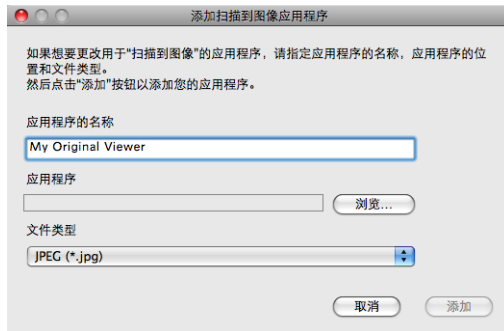 添加扫描到图像应用程序
如果想要更改用于“扫描到图像”的应用程序，请指定应用程序的名称，应用程序的位
置和文件类型。
然后点击“添加”按钮以添加您的应用程序。
应用程序的名称
My Original Viewer
应用程序
浏览...
文件类型
JPEG (*.jpg)
取消 添加